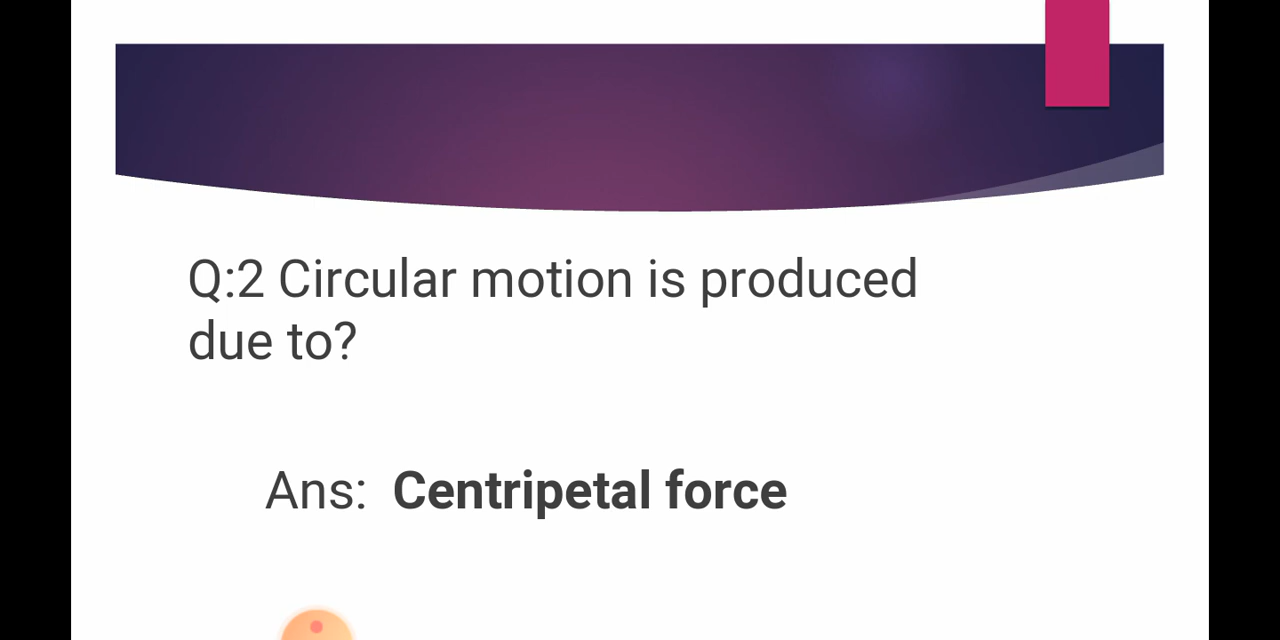 Q:2 Circular motion is produced
due to?
Ans: Centripetal force